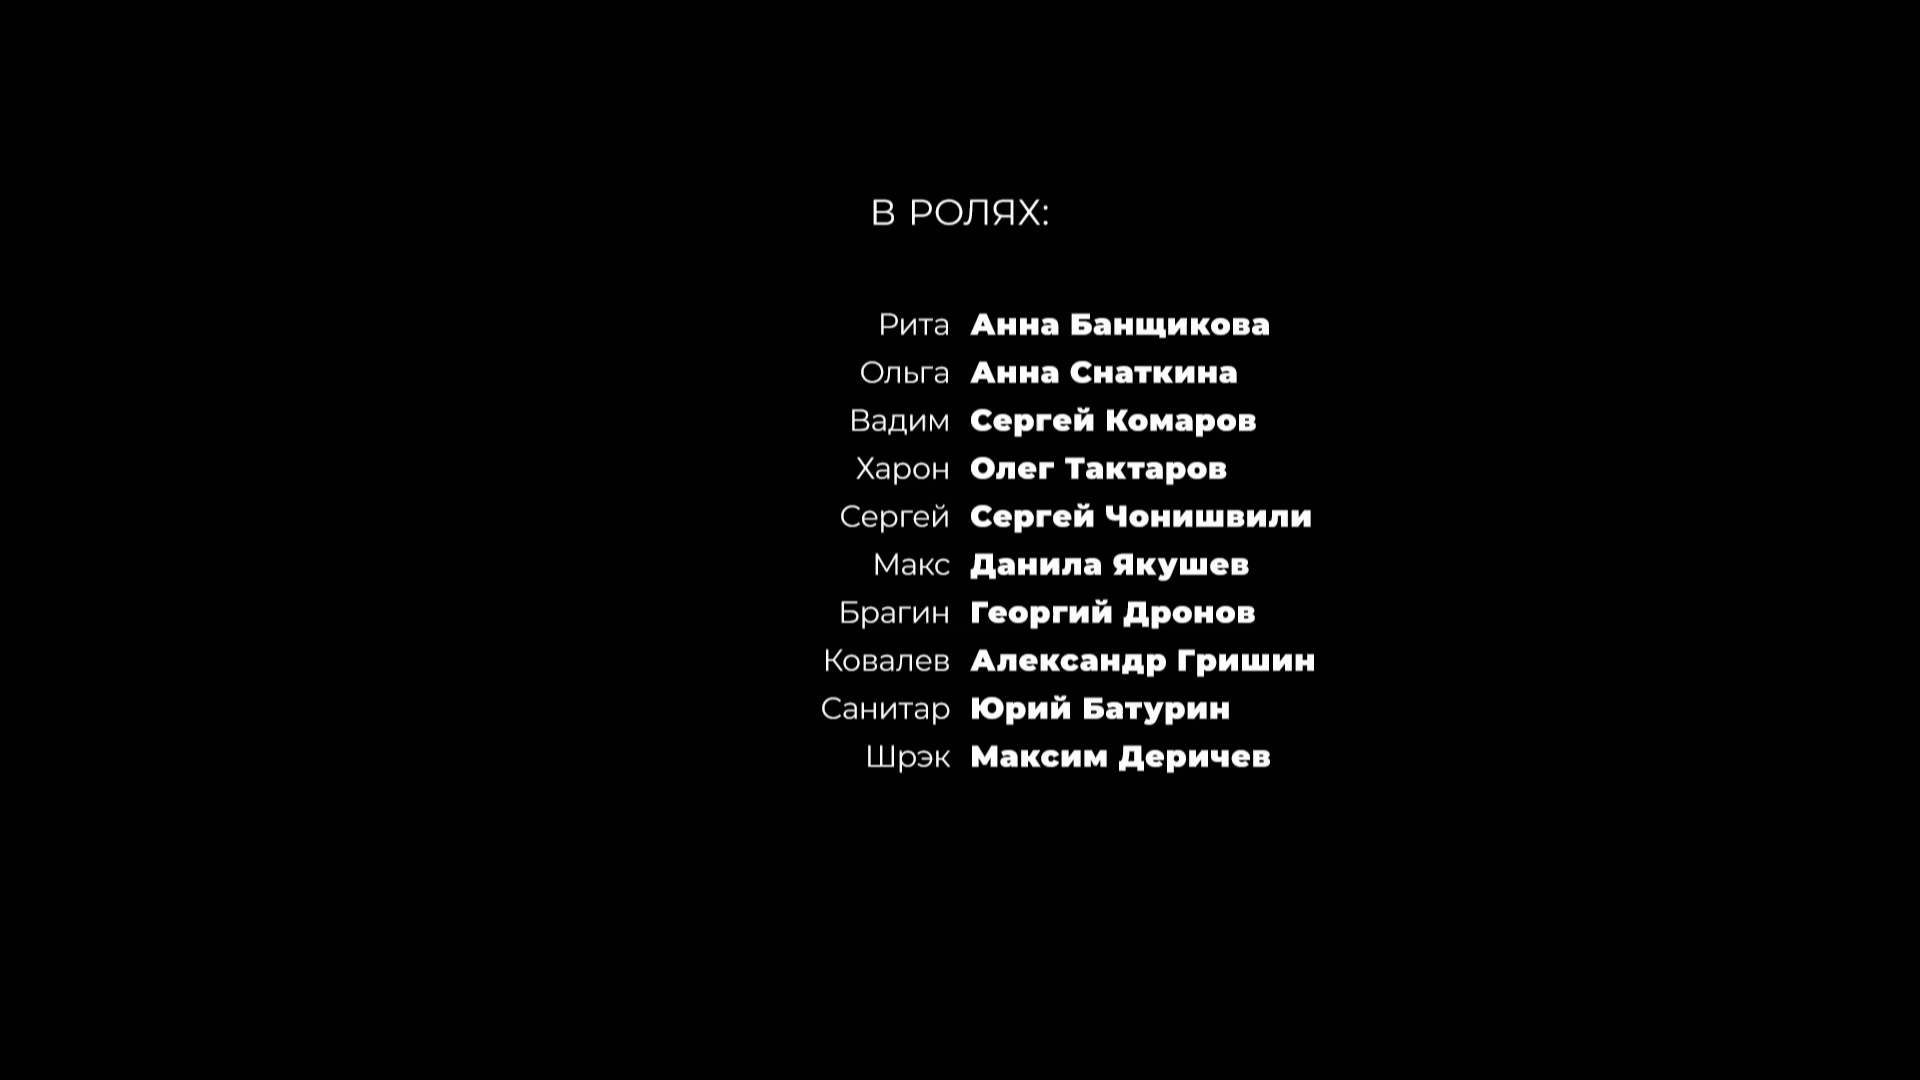 В РОЛЯХ:
Рита Анна Банщикова
Ольга Анна Снаткина
Вадим Сергей Комаров
Харон Олег Тактаров
Сергей Сергей Чонишвили
Макс Данила Якушев
Брагин Георгий Дронов
Ковалев Александр Гришин
Санитар Юрий Батурин
Шрэк Максим Деричев